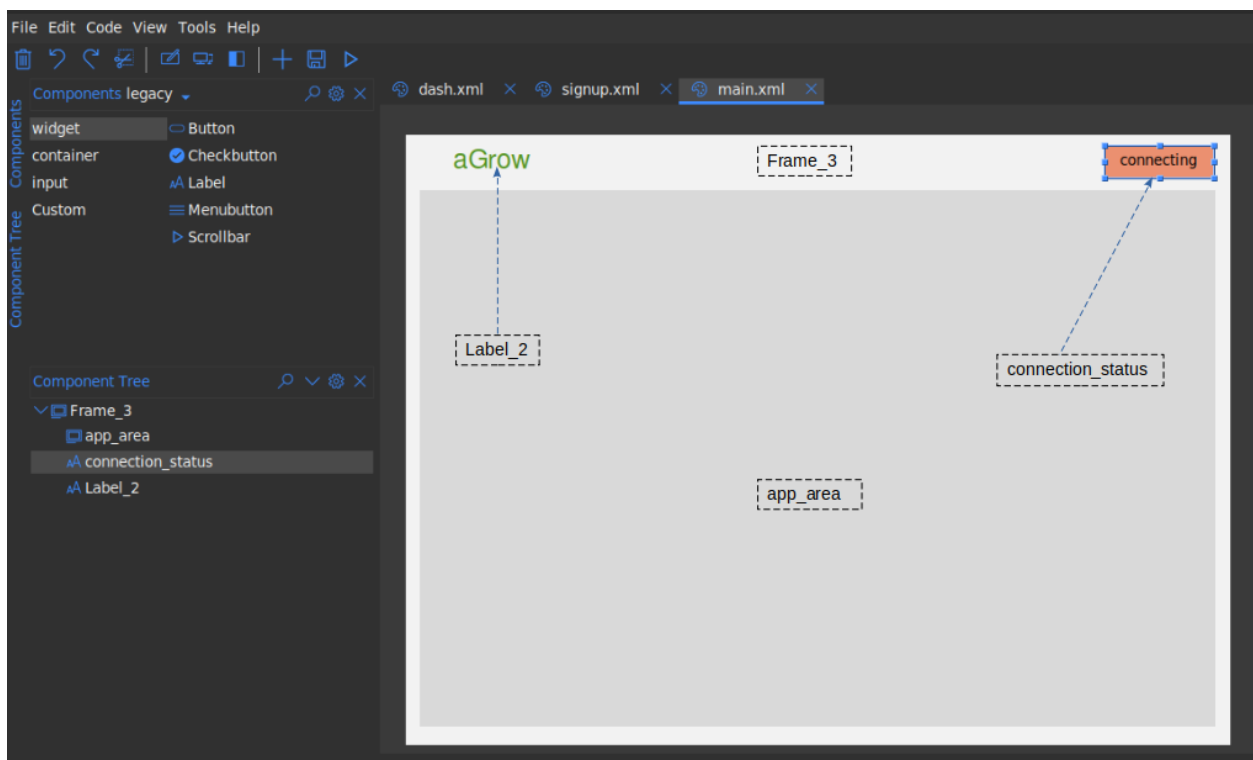 File Edit Code View Tools Help
Components legacy
dash.xml
signup.xml
main.xml
Components
Component Tree
widget
Button
container
Checkbutton
input
Label
Custom
Menubutton
Scrollbar
aGrow
Frame_3
connecting
Label_2
connection_status
app_area
Component Tree
Frame_3
app_area
connection_status
Label_2